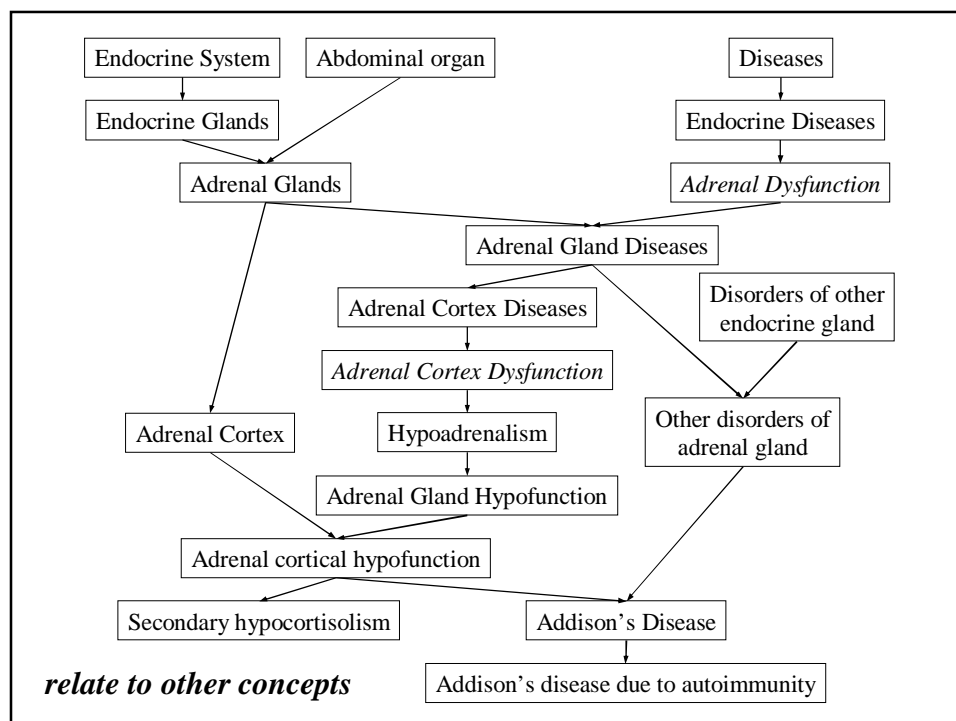 Endocrine System
Abdominal organ
Diseases
Endocrine Glands
Endocrine Diseases
Adrenal Glands
Adrenal Dysfunction
Adrenal Gland Diseases
Adrenal Cortex Diseases
Disorders of other
endocrine gland
Adrenal Cortex Dysfunction
Adrenal Cortex
Hypoadrenalism
Other disorders of
adrenal gland
Adrenal Gland Hypofunction
Adrenal cortical hypofunction
Secondary hypocortisolism
Addison’s Disease
relate to other concepts
Addison’s disease due to autoimmunity